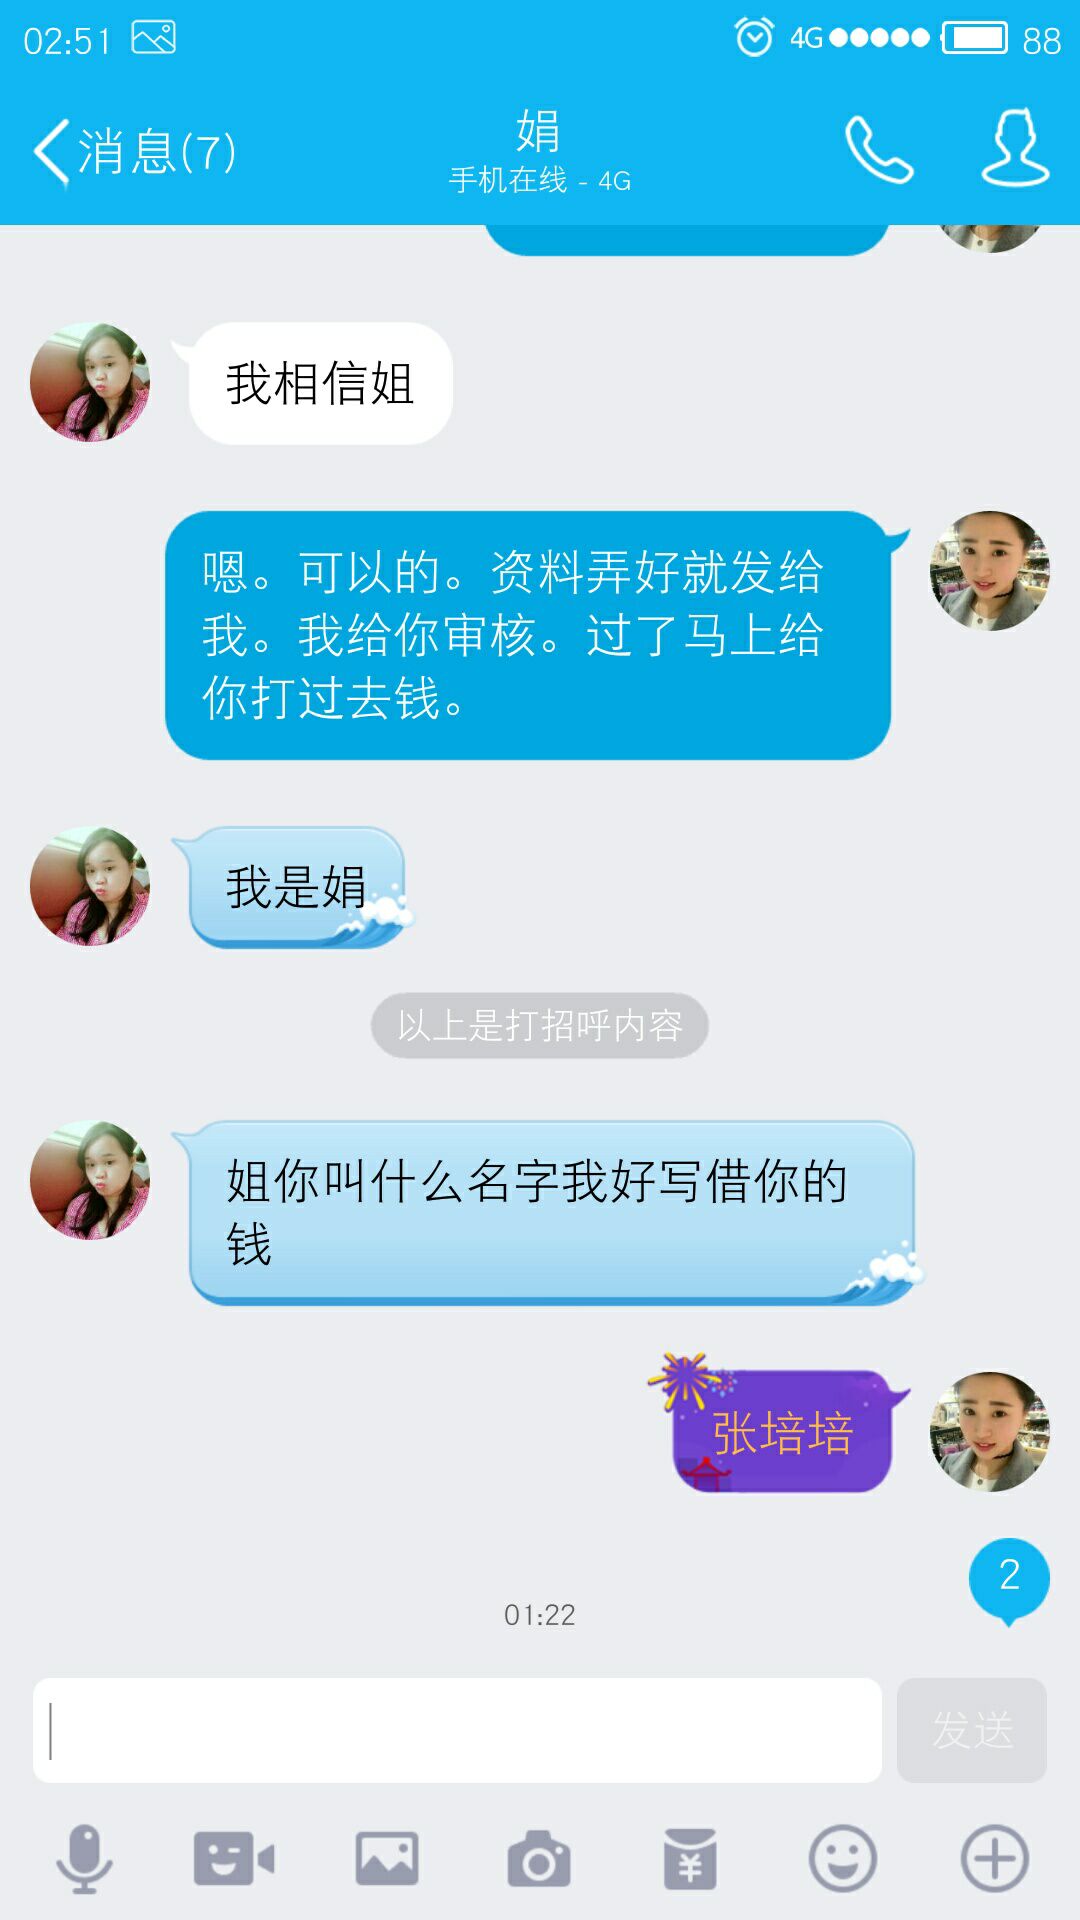 02:51
4G
88
消息(7)
娟
手机在线 - 4G
我相信姐
嗯。可以的。资料弄好就发给
我。我给你审核。过了马上给
你打过去钱。
我是娟
以上是打招呼内容
姐你叫什么名字我好写借你的
钱
张培培
2
01:22
发送